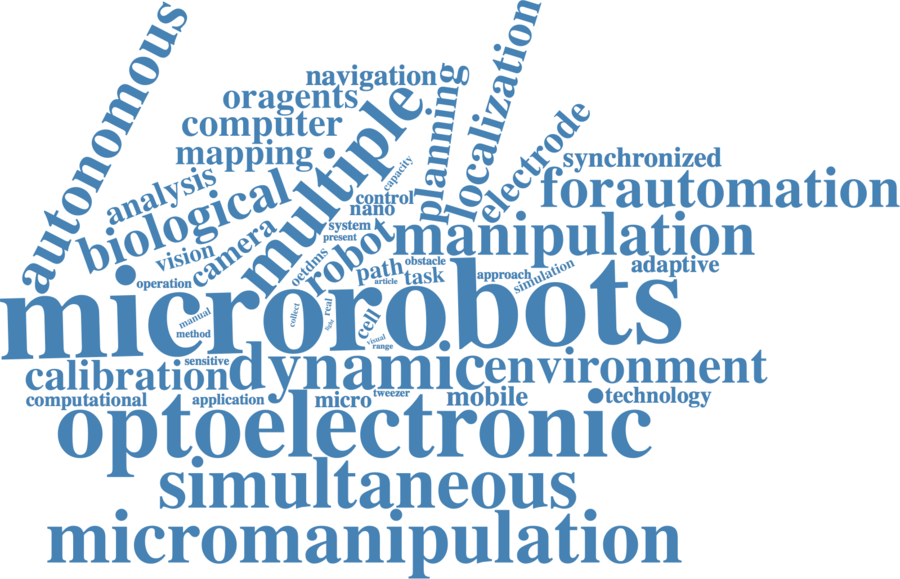 autonomous
navigation
oragents
computer
mapping
multiple
planning
localization
electrode
synchronized
forautomation
analysis
biological
capacity
control
nano
system
present
manipulation
vision
camera
oetdms
robot
obstacle
path
article
task
approach
simulation
adaptive
operation
microrobots
manual
method
collect
real
light
cell
visual
range
sensitive
calibration
dynamic
environment
computational
application
micro
tweezer
mobile
technology
optoelectronic
simultaneous
micromanipulation